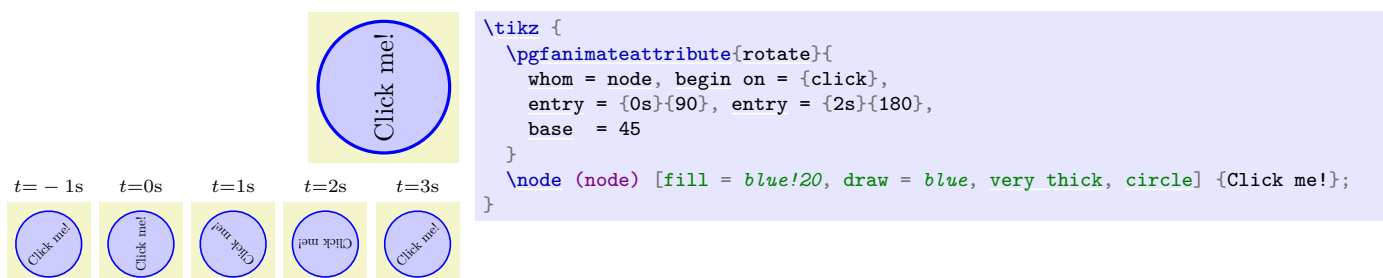 Click me!
t=−1s t=0s t=1s t=2s t=3s
Click me! Click me! Click me! Click me! Click me!
\tikz {
  \pgfanimateattribute{rotate}{
    whom = node, begin on = {click},
    entry = {0s}{90}, entry = {2s}{180},
    base  = 45
  }
  \node (node) [fill = blue!20, draw = blue, very thick, circle] {Click me!};
}